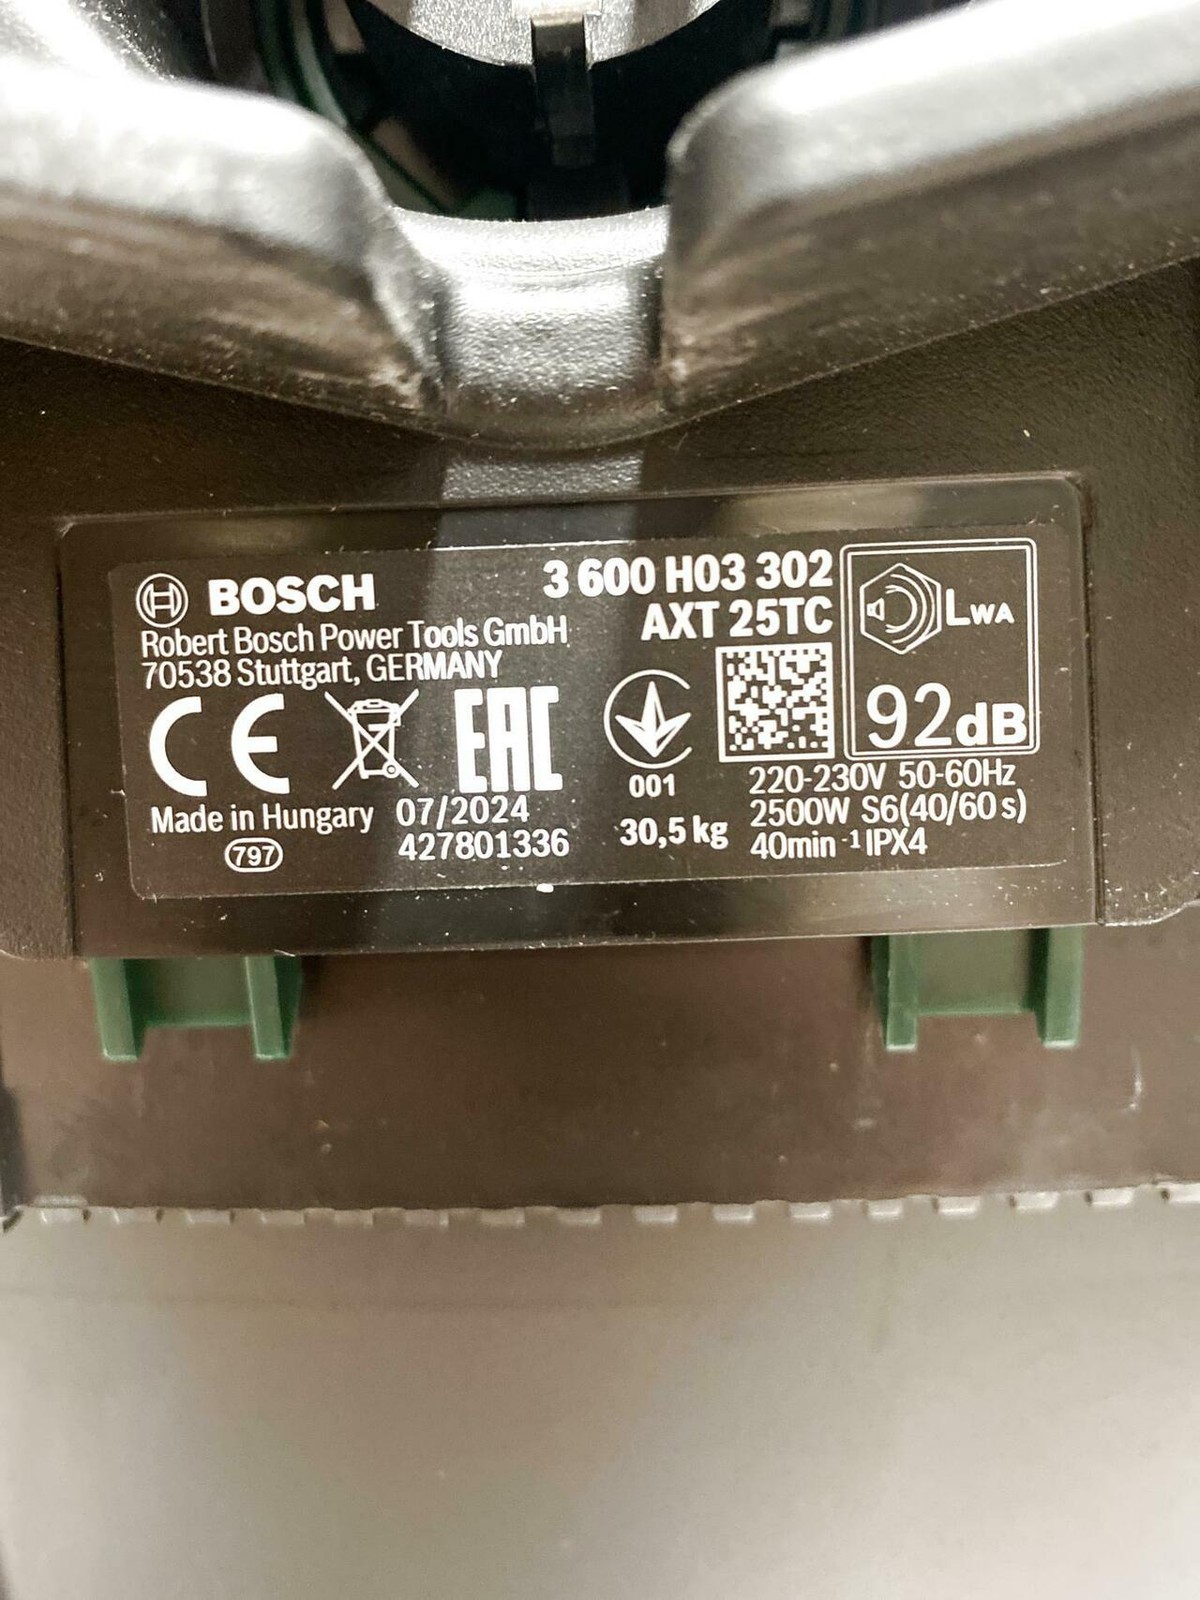 BOSCH
3 600 H03 302
Robert Bosch Power Tools GmbH
AXT 25TC
70538 Stuttgart, GERMANY
CE
EAC
001
LWA
92dB
Made in Hungary
07/2024
797
427801336
30,5 kg
220-230V 50-60Hz
2500W S6(40/60 s)
40min⁻¹ IPX4